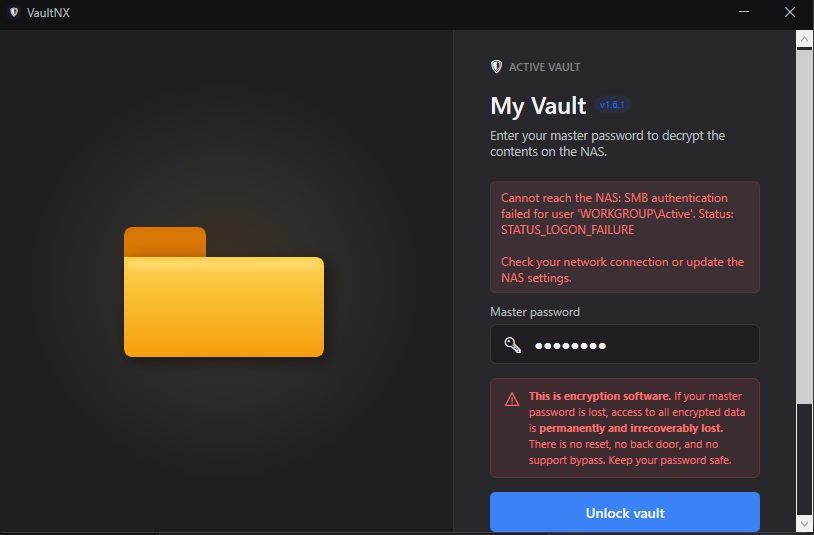 VaultNX
ACTIVE VAULT
My Vault v1.6.1
Enter your master password to decrypt the
contents on the NAS.
Cannot reach the NAS: SMB authentication
failed for user 'WORKGROUP\Active'. Status:
STATUS_LOGON_FAILURE
Check your network connection or update the
NAS settings.
Master password
This is encryption software. If your master
password is lost, access to all encrypted data
is permanently and irrecoverably lost.
There is no reset, no back door, and no
support bypass. Keep your password safe.
Unlock vault